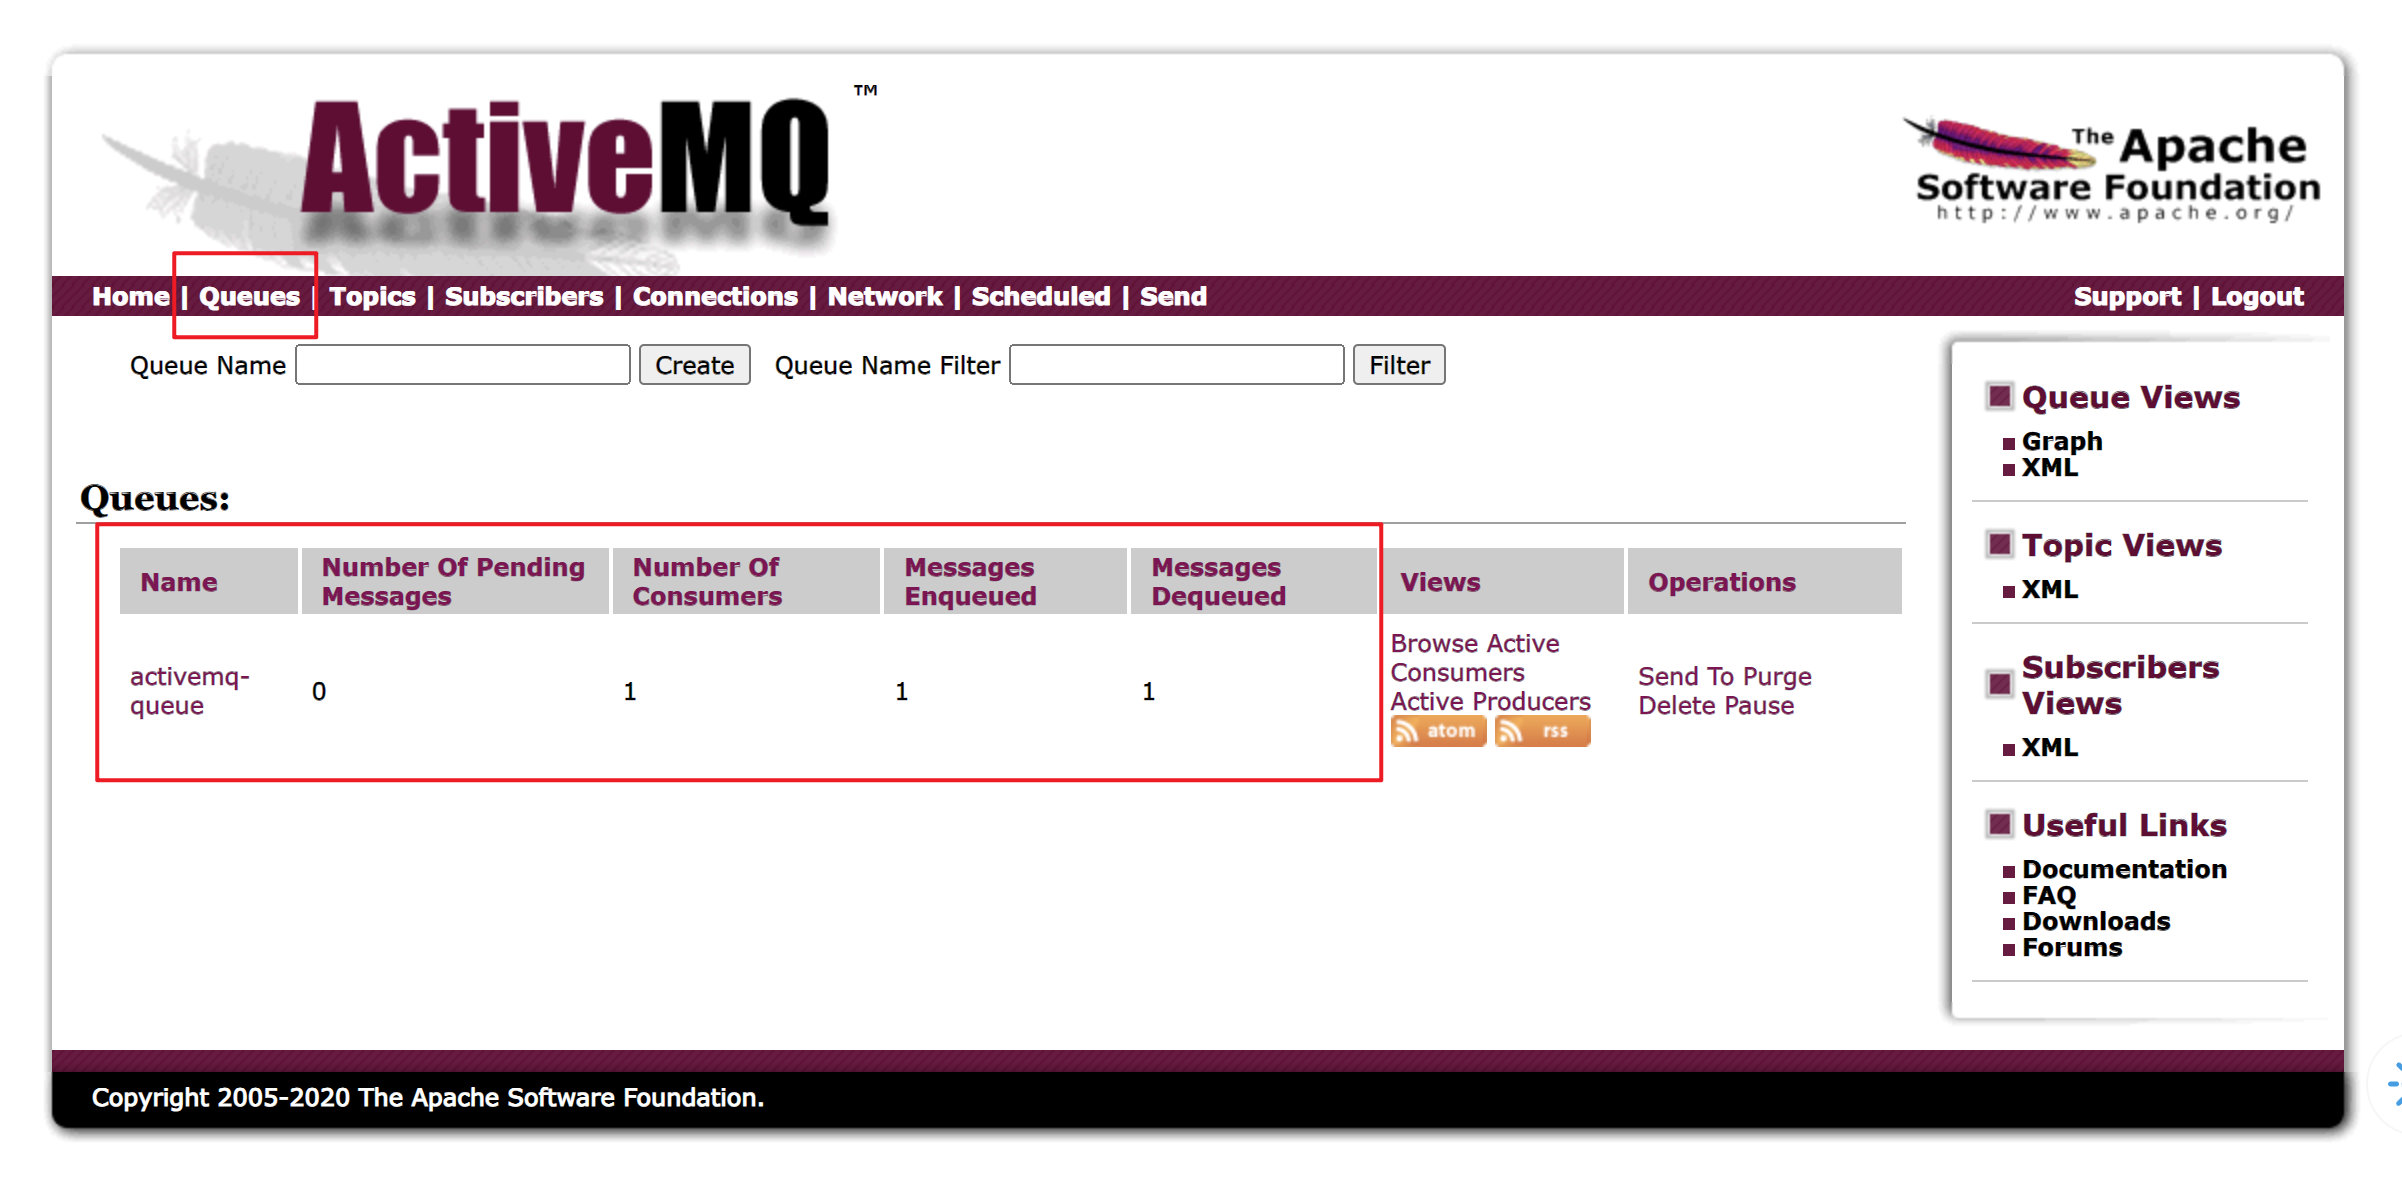 ActiveMQ ™
The Apache
Software Foundation
http://www.apache.org/
Home | Queues | Topics | Subscribers | Connections | Network | Scheduled | Send
Support | Logout
Queue Name Create Queue Name Filter Filter
Queues:
Name
Number Of Pending Messages
Number Of Consumers
Messages Enqueued
Messages Dequeued
Views
Operations
activemq-
queue
0
1
1
1
Browse Active
Consumers
Active Producers
atom rss
Send To Purge
Delete Pause
Queue Views
Graph
XML
Topic Views
XML
Subscribers
Views
XML
Useful Links
Documentation
FAQ
Downloads
Forums
Copyright 2005-2020 The Apache Software Foundation.